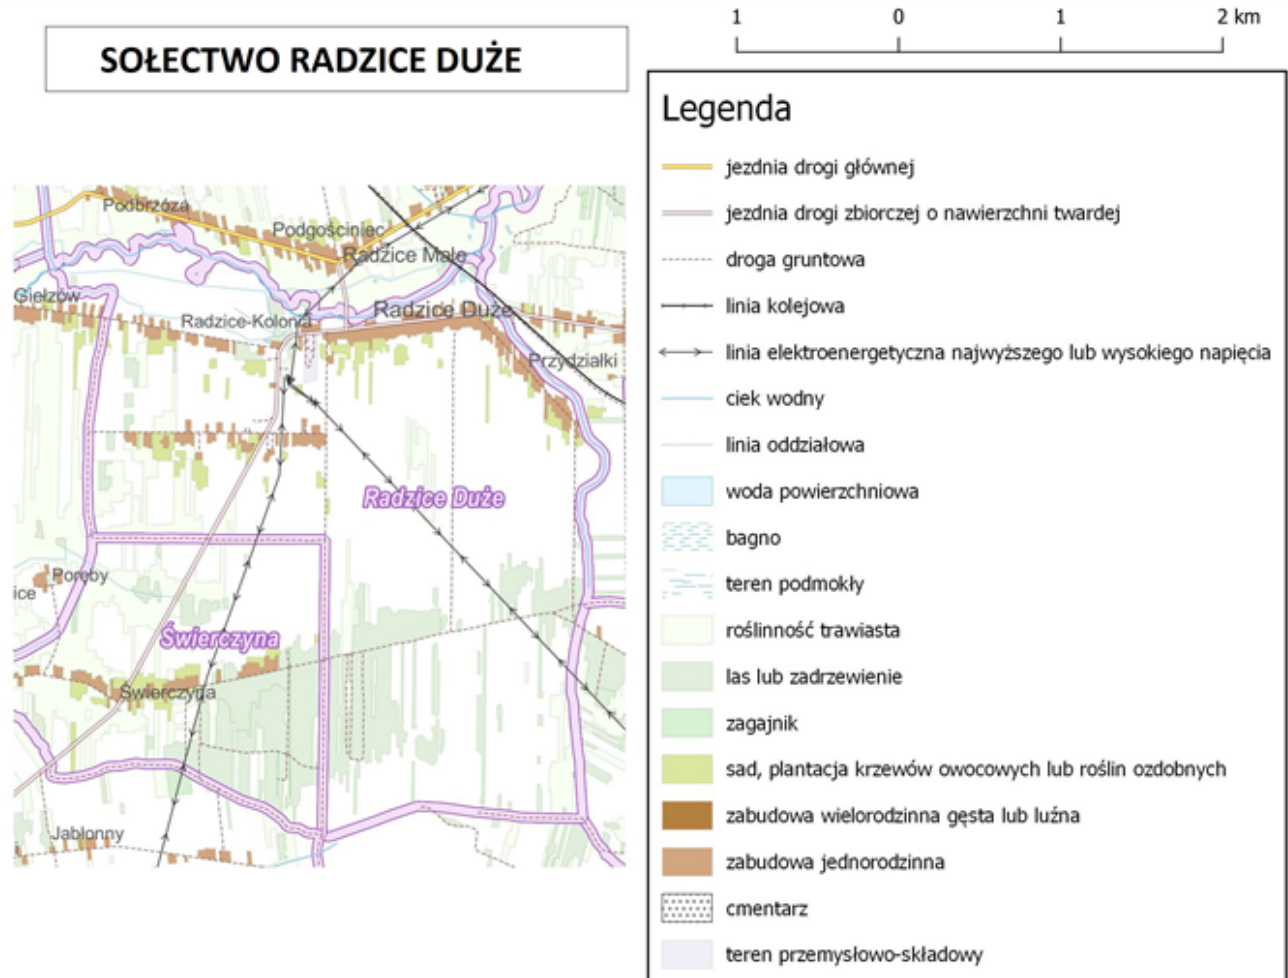 SOŁECTWO RADZICE DUŻE
1 0 1 2 km
Legenda
jezdnia drogi głównej
jezdnia drogi zbiorczej o nawierzchni twardej
droga gruntowa
linia kolejowa
linia elektroenergetyczna najwyższego lub wysokiego napięcia
ciek wodny
linia oddziałowa
woda powierzchniowa
bagno
teren podmokły
roślinność trawiasta
las lub zadrzewienie
zagajnik
sad, plantacja krzewów owocowych lub roślin ozdobnych
zabudowa wielorodzinna gęsta lub luźna
zabudowa jednorodzinna
cmentarz
teren przemysłowo-składowy
Podbrzóza
Podgościniec
Radzice Małe
Giełzów
Radzice-Kolonia
Radzice Duże
Przydziałki
Radzice Duże
Poręby
ice
Świerczyna
Świerczyna
Jabłonny